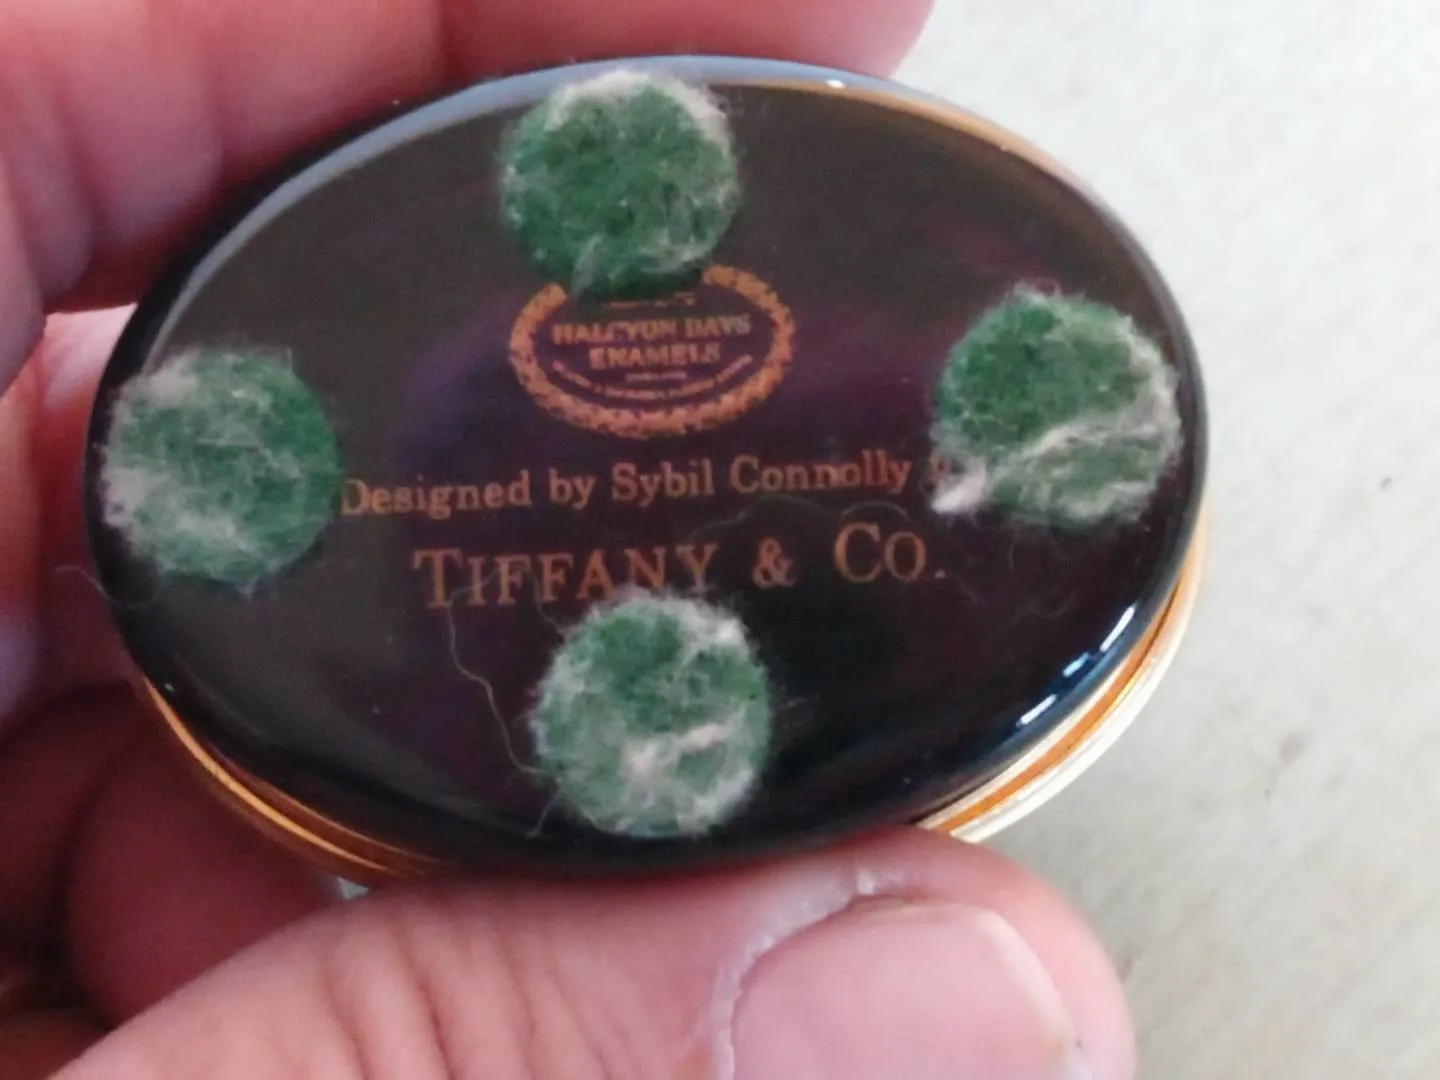 HALCYON DAYS
ENAMELS
Designed by Sybil Connolly
TIFFANY & CO.